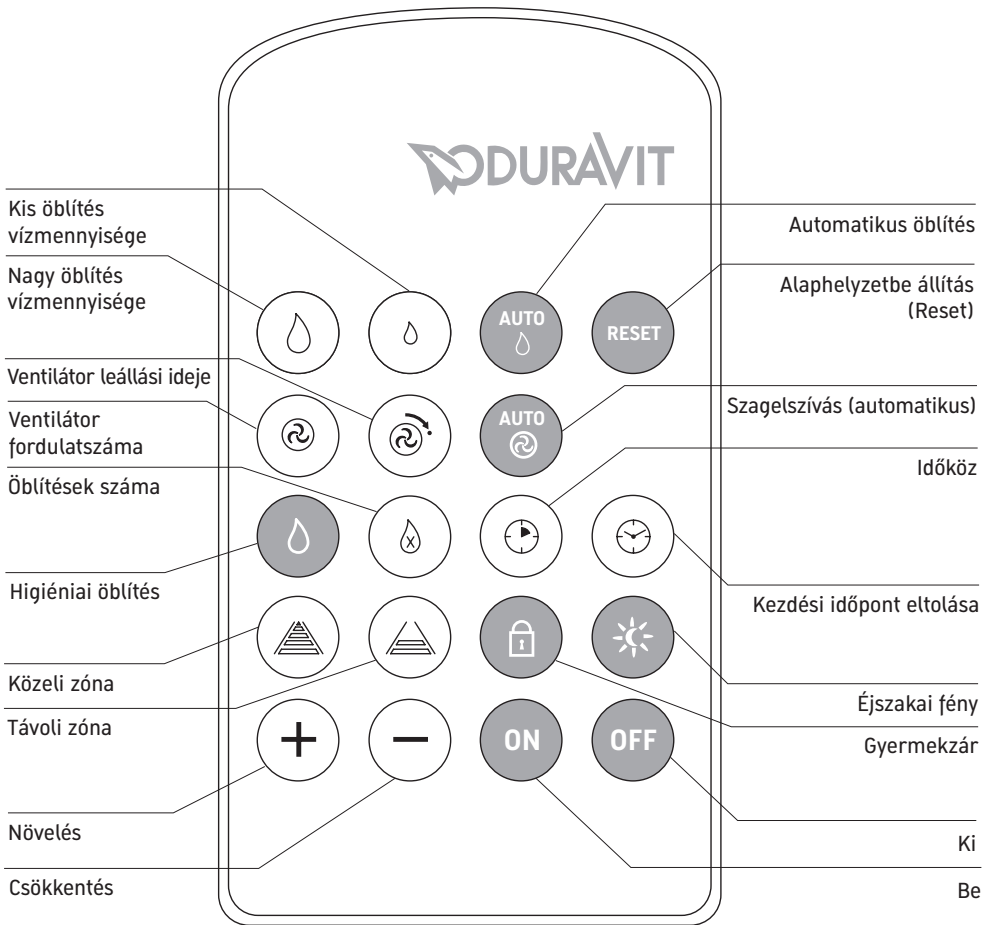 DURAVIT
Kis öblítés
vízmennyisége
Nagy öblítés
vízmennyisége
Ventilátor leállási ideje
Ventilátor
fordulatszáma
Öblítések száma
Higiéniai öblítés
Közeli zóna
Távoli zóna
Növelés
Csökkentés
AUTO
RESET
AUTO
X
ON
OFF
Automatikus öblítés
Alaphelyzetbe állítás
(Reset)
Szagelszívás (automatikus)
Időköz
Kezdési időpont eltolása
Éjszakai fény
Gyermekzár
Ki
Be